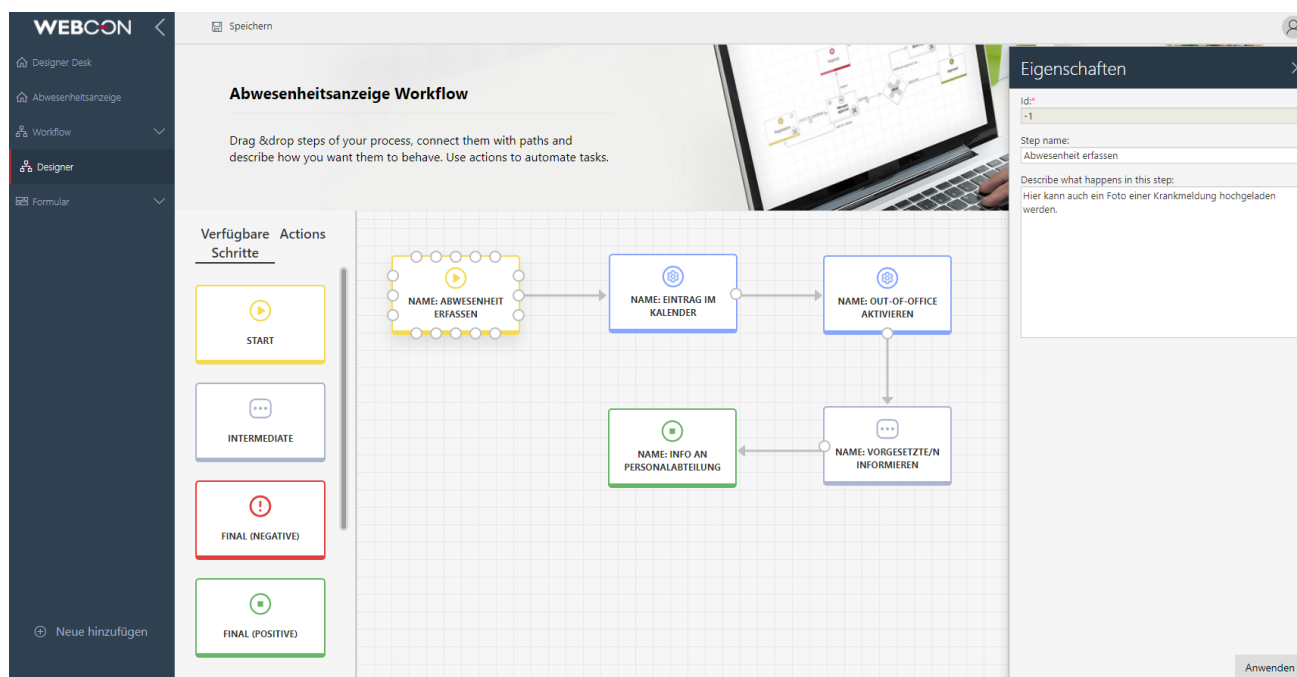 WEBCON
Speichern
Designer Desk
Abwesenheitsanzeige
Workflow
Designer
Formular
Neue hinzufügen
Abwesenheitsanzeige Workflow
Drag &drop steps of your process, connect them with paths and
describe how you want them to behave. Use actions to automate tasks.
Verfügbare Actions
Schritte
START
INTERMEDIATE
FINAL (NEGATIVE)
FINAL (POSITIVE)
NAME: ABWESENHEIT
ERFASSEN
NAME: EINTRAG IM
KALENDER
NAME: OUT-OF-OFFICE
AKTIVIEREN
NAME: INFO AN
PERSONALABTEILUNG
NAME: VORGESETZTE/N
INFORMIEREN
Eigenschaften
Id:*
-1
Step name:
Abwesenheit erfassen
Describe what happens in this step:
Hier kann auch ein Foto einer Krankmeldung hochgeladen
werden.
Anwenden